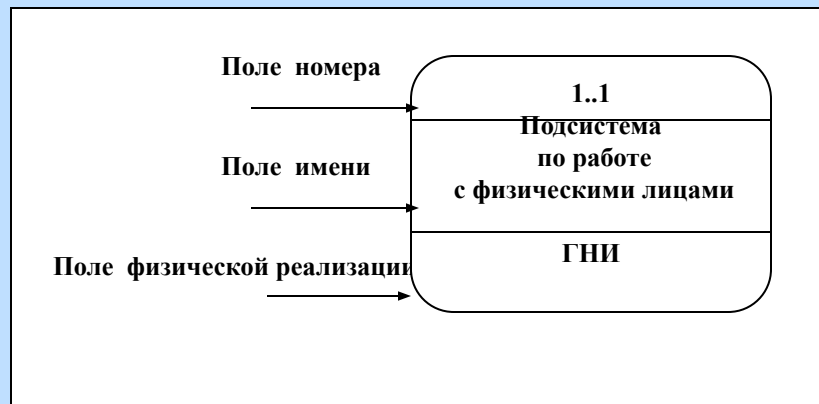 Поле номера
1..1
Подсистема
по работе
Поле имени
с физическими лицами
ГНИ
Поле физической реализации